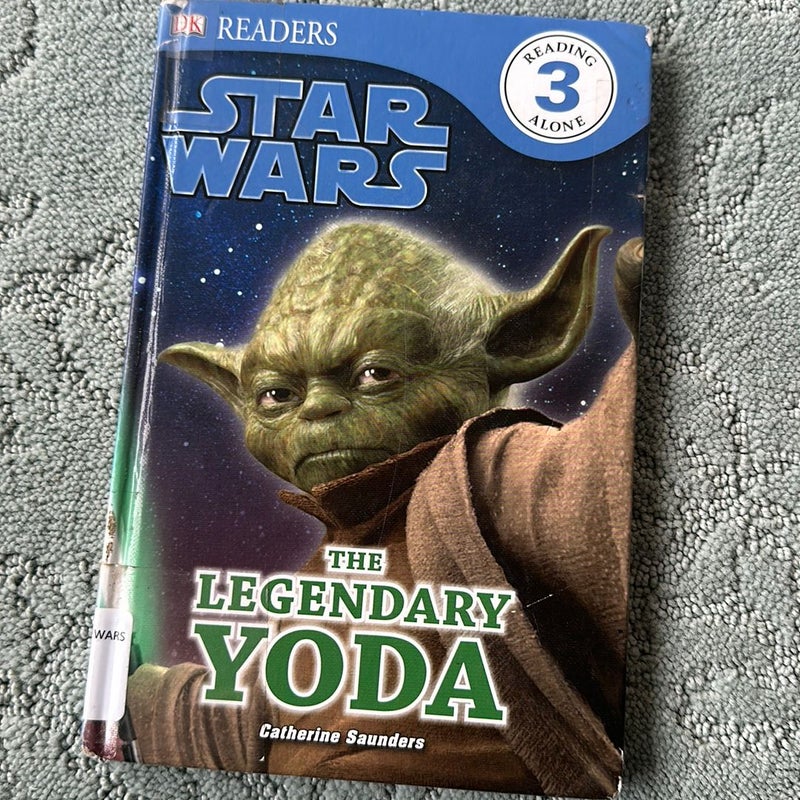 DK READERS
READING
3
ALONE
STAR
WARS
THE
LEGENDARY
YODA
Catherine Saunders
WARS